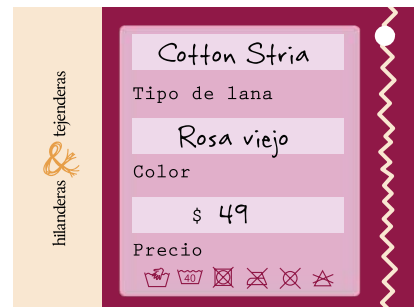 hilanderas & tejenderas
Cotton Stria
Tipo de lana
Rosa viejo
Color
$ 49
Precio
40